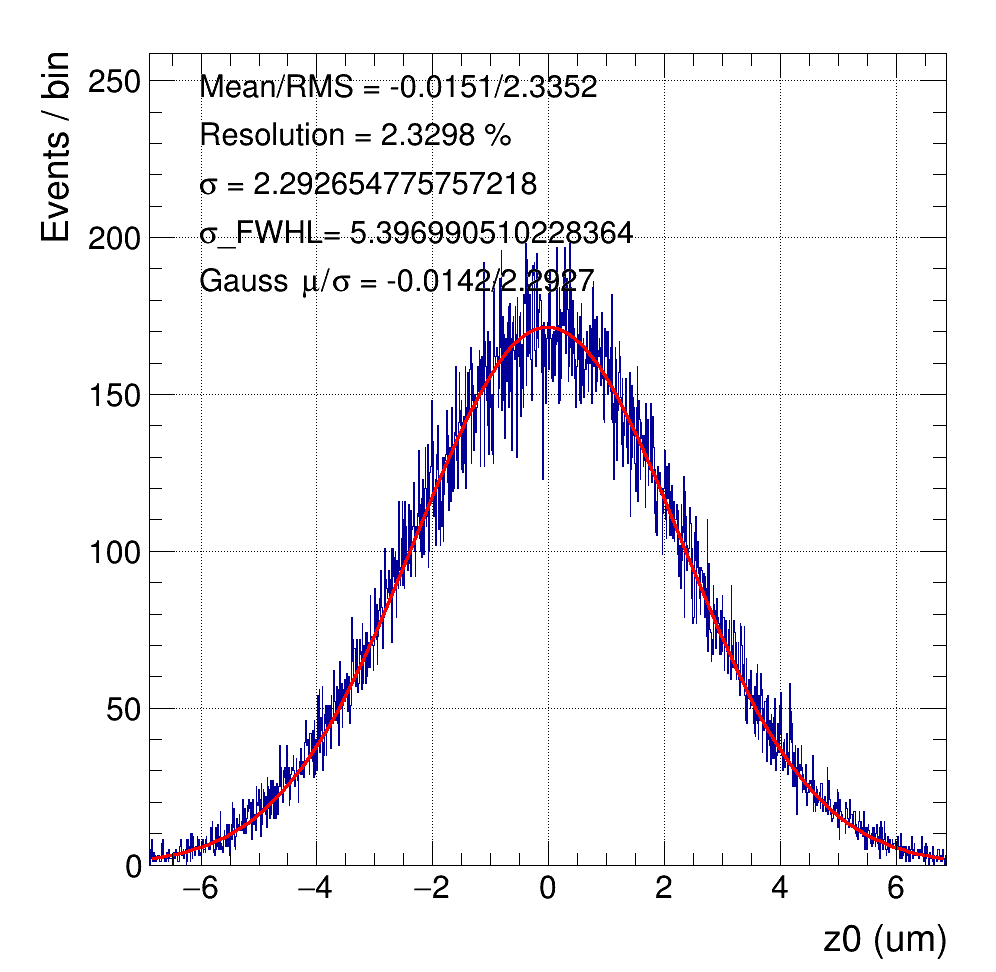 Events / bin
250
200
150
100
50
0
Mean/RMS = -0.0151/2.3352
Resolution = 2.3298 %
σ = 2.292654775757218
σ_FWHL= 5.396990510228364
Gauss μ/σ = -0.0142/2.2927
−6 −4 −2 0 2 4 6
z0 (um)